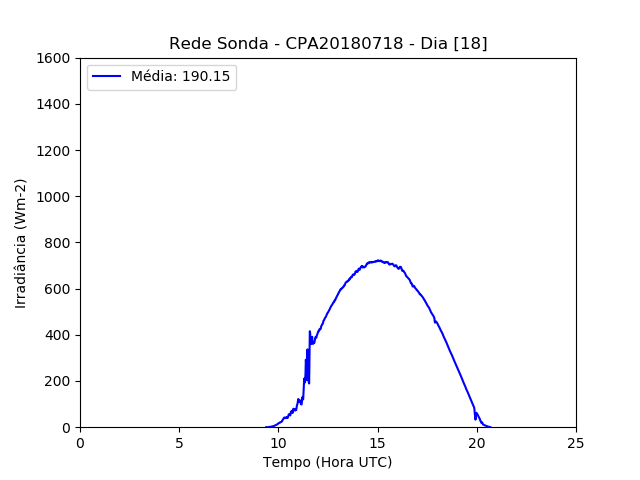 Rede Sonda - CPA20180718 - Dia [18]
Média: 190.15
Irradiância (Wm-2)
1600
1400
1200
1000
800
600
400
200
0
0 5 10 15 20 25
Tempo (Hora UTC)